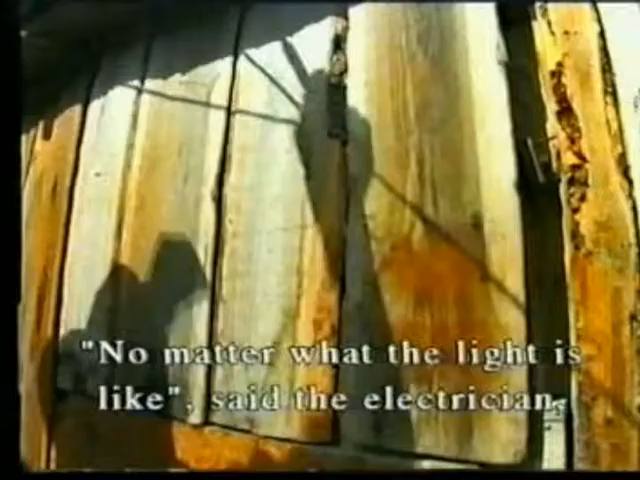 "No matter what the light is
like", said the electrician,